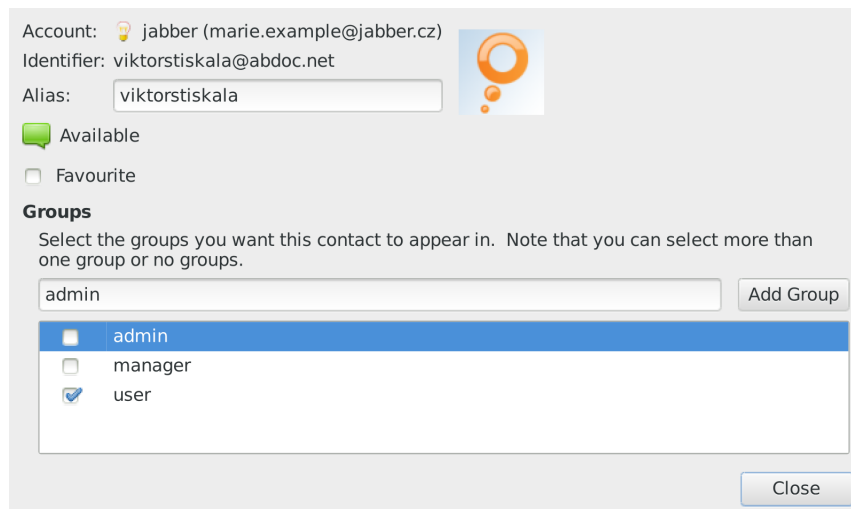 Account: jabber (marie.example@jabber.cz)
Identifier: viktorstiskala@abdoc.net
Alias: viktorstiskala
Available
Favourite
Groups
Select the groups you want this contact to appear in.  Note that you can select more than
one group or no groups.
admin Add Group
admin
manager
user
Close